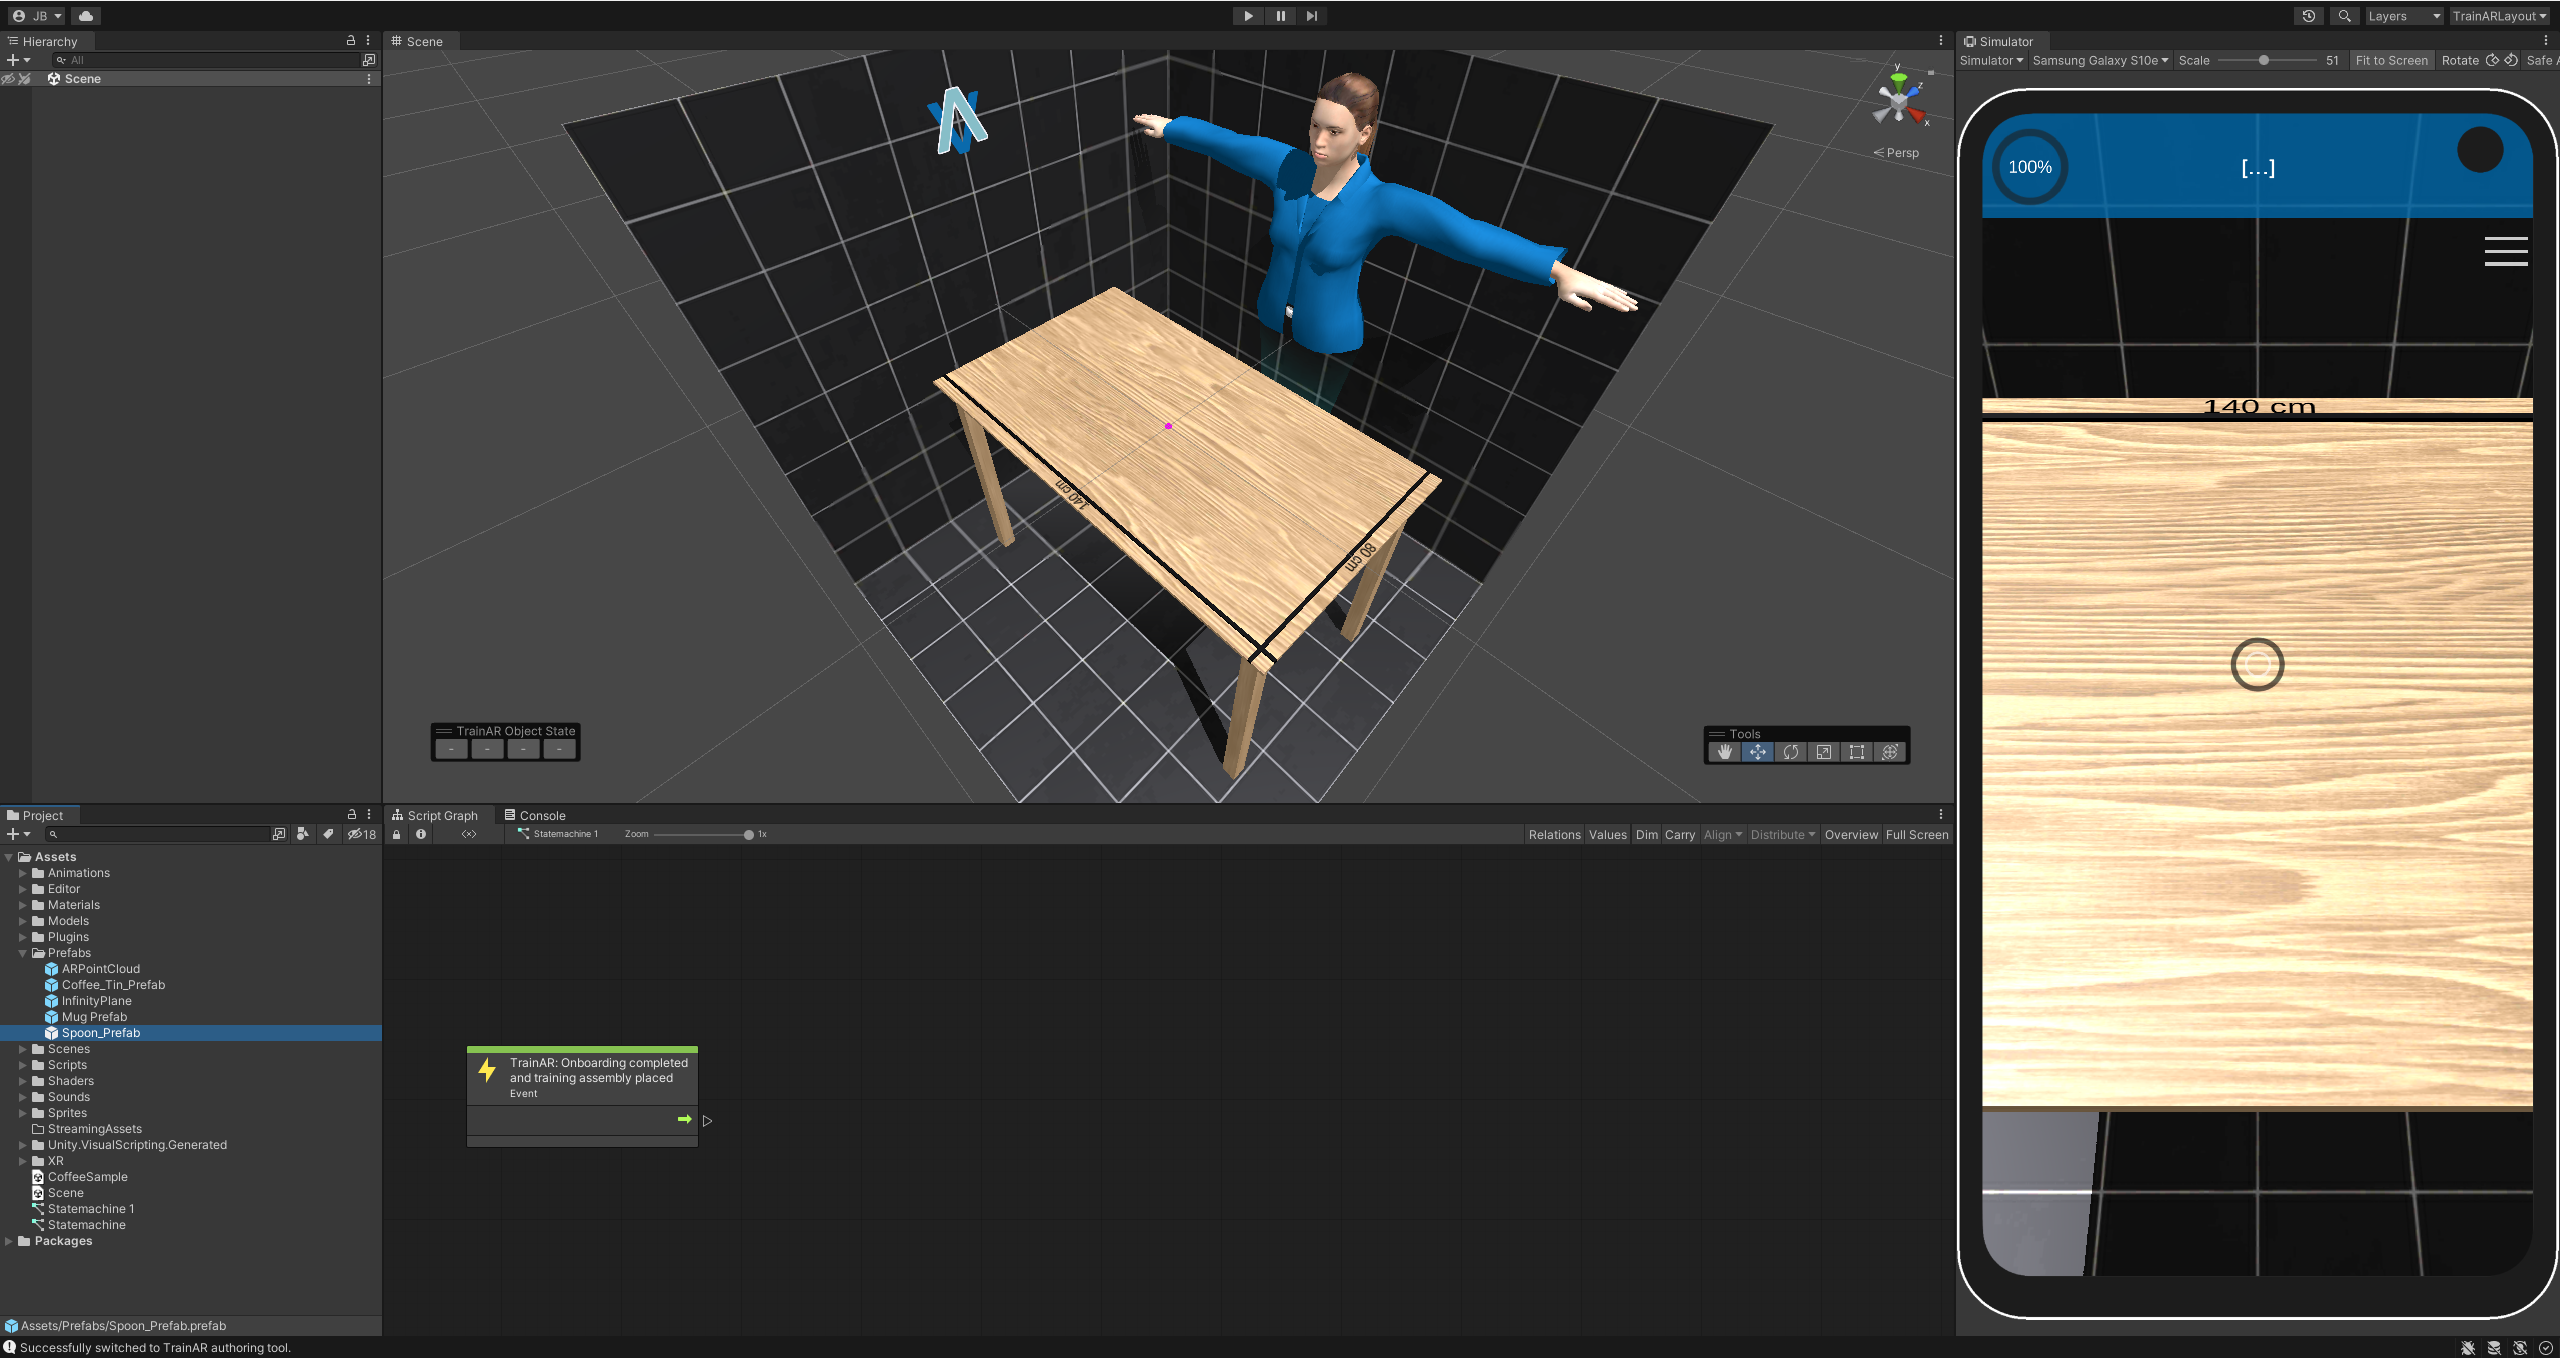 JB
Layers
TrainARLayout
Hierarchy
All
Scene
Scene
y
z
x
Persp
140 cm
80 cm
TrainAR Object State
- - - -
Tools
Simulator
Simulator
Samsung Galaxy S10e
Scale
51
Fit to Screen
Rotate
Safe A
100%
[...]
140 cm
Project
18
Assets
Animations
Editor
Materials
Models
Plugins
Prefabs
ARPointCloud
Coffee_Tin_Prefab
InfinityPlane
Mug Prefab
Spoon_Prefab
Scenes
Scripts
Shaders
Sounds
Sprites
StreamingAssets
Unity.VisualScripting.Generated
XR
CoffeeSample
Scene
Statemachine 1
Statemachine
Packages
Assets/Prefabs/Spoon_Prefab.prefab
Script Graph
Console
Statemachine 1
Zoom
1x
Relations
Values
Dim
Carry
Align
Distribute
Overview
Full Screen
TrainAR: Onboarding completed
and training assembly placed
Event
Successfully switched to TrainAR authoring tool.